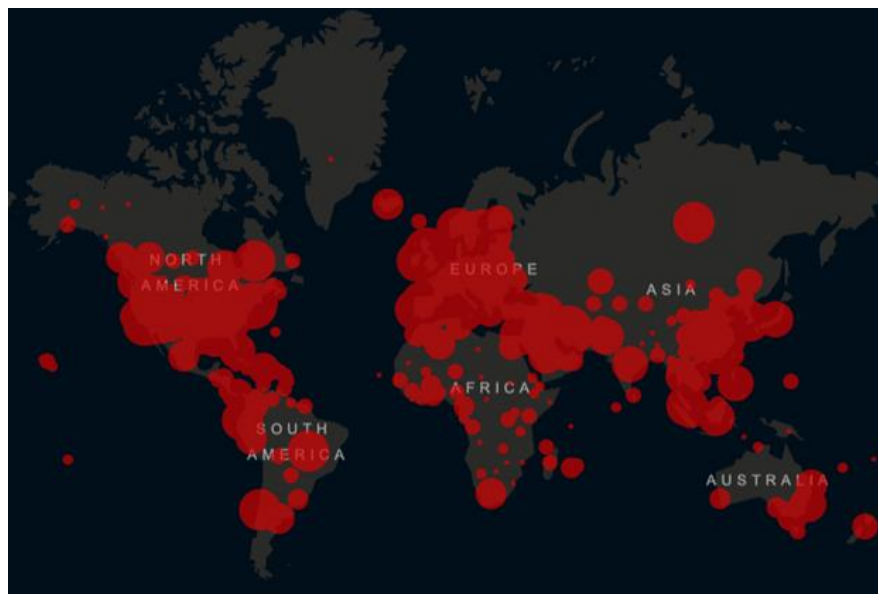 NORTH
AMERICA
EUROPE
ASIA
AFRICA
SOUTH
AMERICA
AUSTRALIA